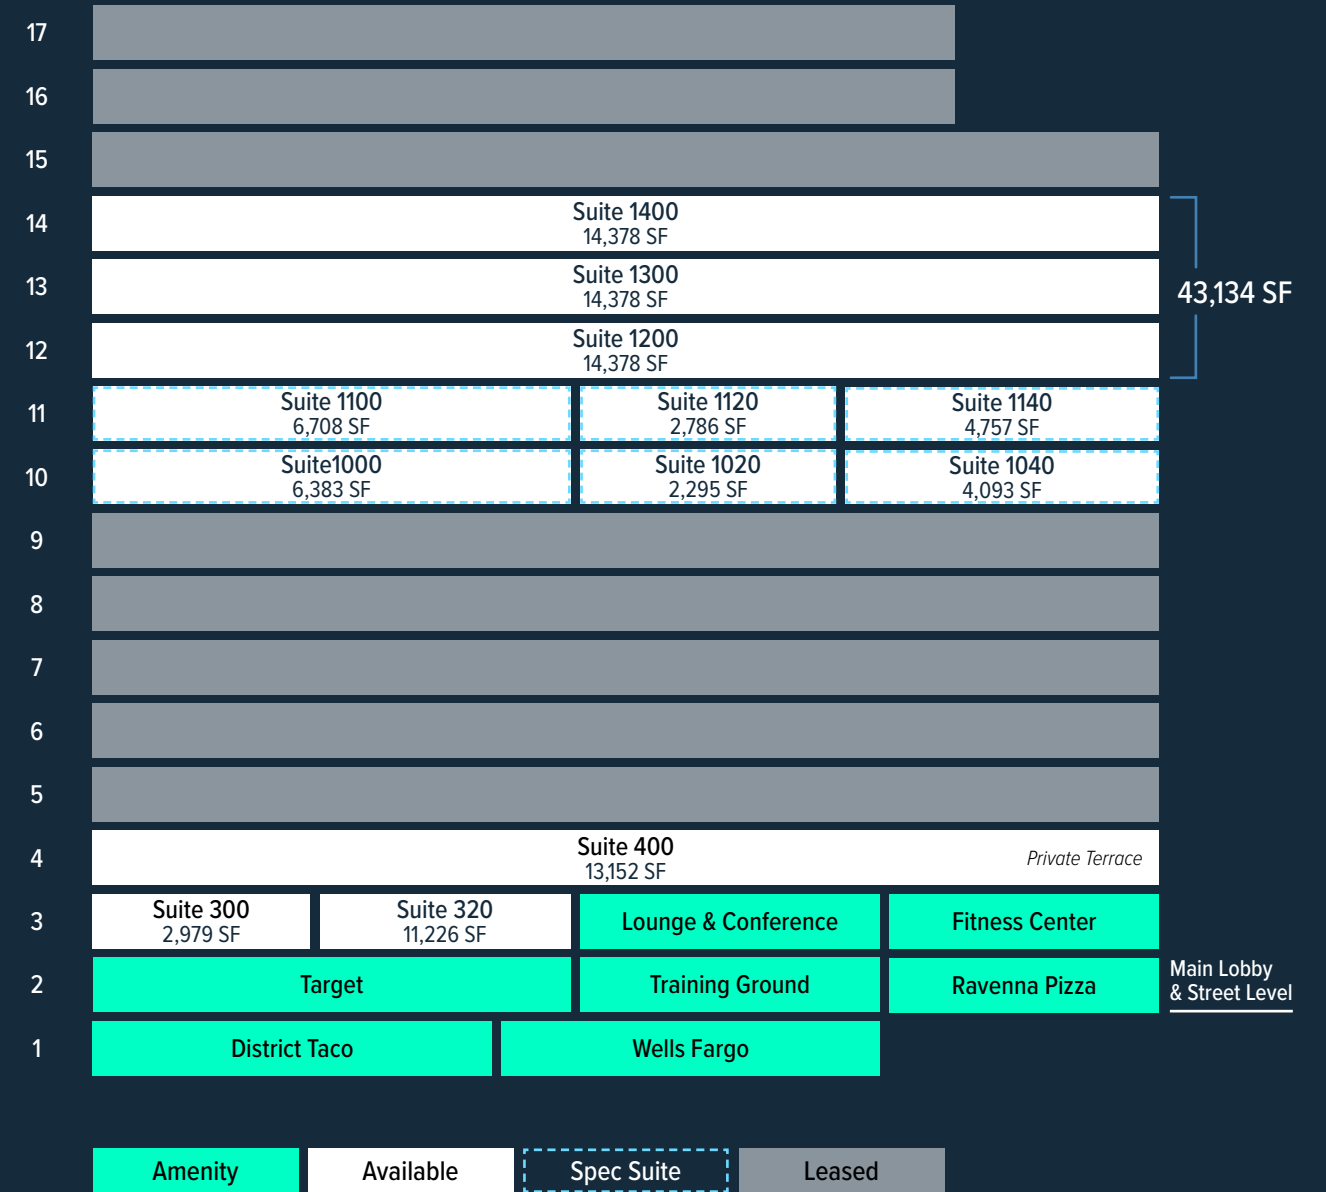 17
16
15
14
Suite 1400
14,378 SF
13
Suite 1300
14,378 SF
43,134 SF
12
Suite 1200
14,378 SF
11
Suite 1100
6,708 SF
Suite 1120
2,786 SF
Suite 1140
4,757 SF
10
Suite1000
6,383 SF
Suite 1020
2,295 SF
Suite 1040
4,093 SF
9
8
7
6
5
4
Suite 400
13,152 SF
Private Terrace
3
Suite 300
2,979 SF
Suite 320
11,226 SF
Lounge & Conference
Fitness Center
2
Target
Training Ground
Ravenna Pizza
Main Lobby
& Street Level
1
District Taco
Wells Fargo
Amenity
Available
Spec Suite
Leased